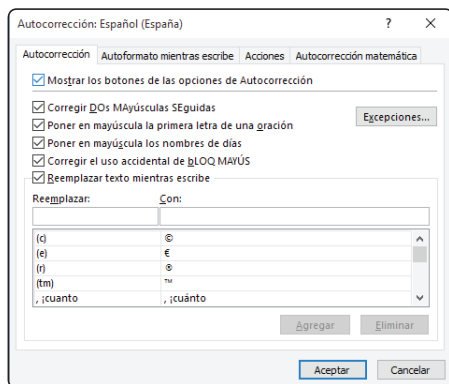 Autocorrección: Español (España) ? ×
Autocorrección Autoformato mientras escribe Acciones Autocorrección matemática
Mostrar los botones de las opciones de Autocorrección
Corregir DOs MAyúsculas SEguidas
Excepciones...
Poner en mayúscula la primera letra de una oración
Poner en mayúscula los nombres de días
Corregir el uso accidental de bLOQ MAYÚS
Reemplazar texto mientras escribe
Reemplazar: Con:
(c) ©
(e) €
(r) ®
(tm) ™
, ¡cuanto , ¡cuánto
Agregar Eliminar
Aceptar Cancelar